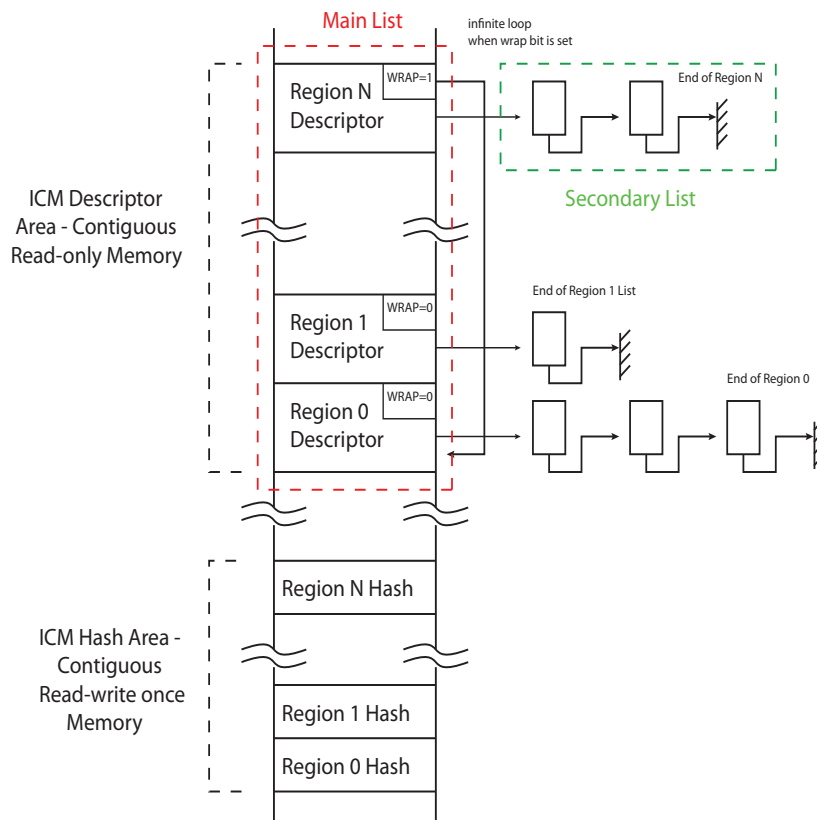 Main List
infinite loop
when wrap bit is set
WRAP=1
Region N
Descriptor
End of Region N
Secondary List
ICM Descriptor
Area - Contiguous
Read-only Memory
WRAP=0
Region 1
Descriptor
End of Region 1 List
WRAP=0
Region 0
Descriptor
End of Region 0
Region N Hash
ICM Hash Area -
Contiguous
Read-write once
Memory
Region 1 Hash
Region 0 Hash